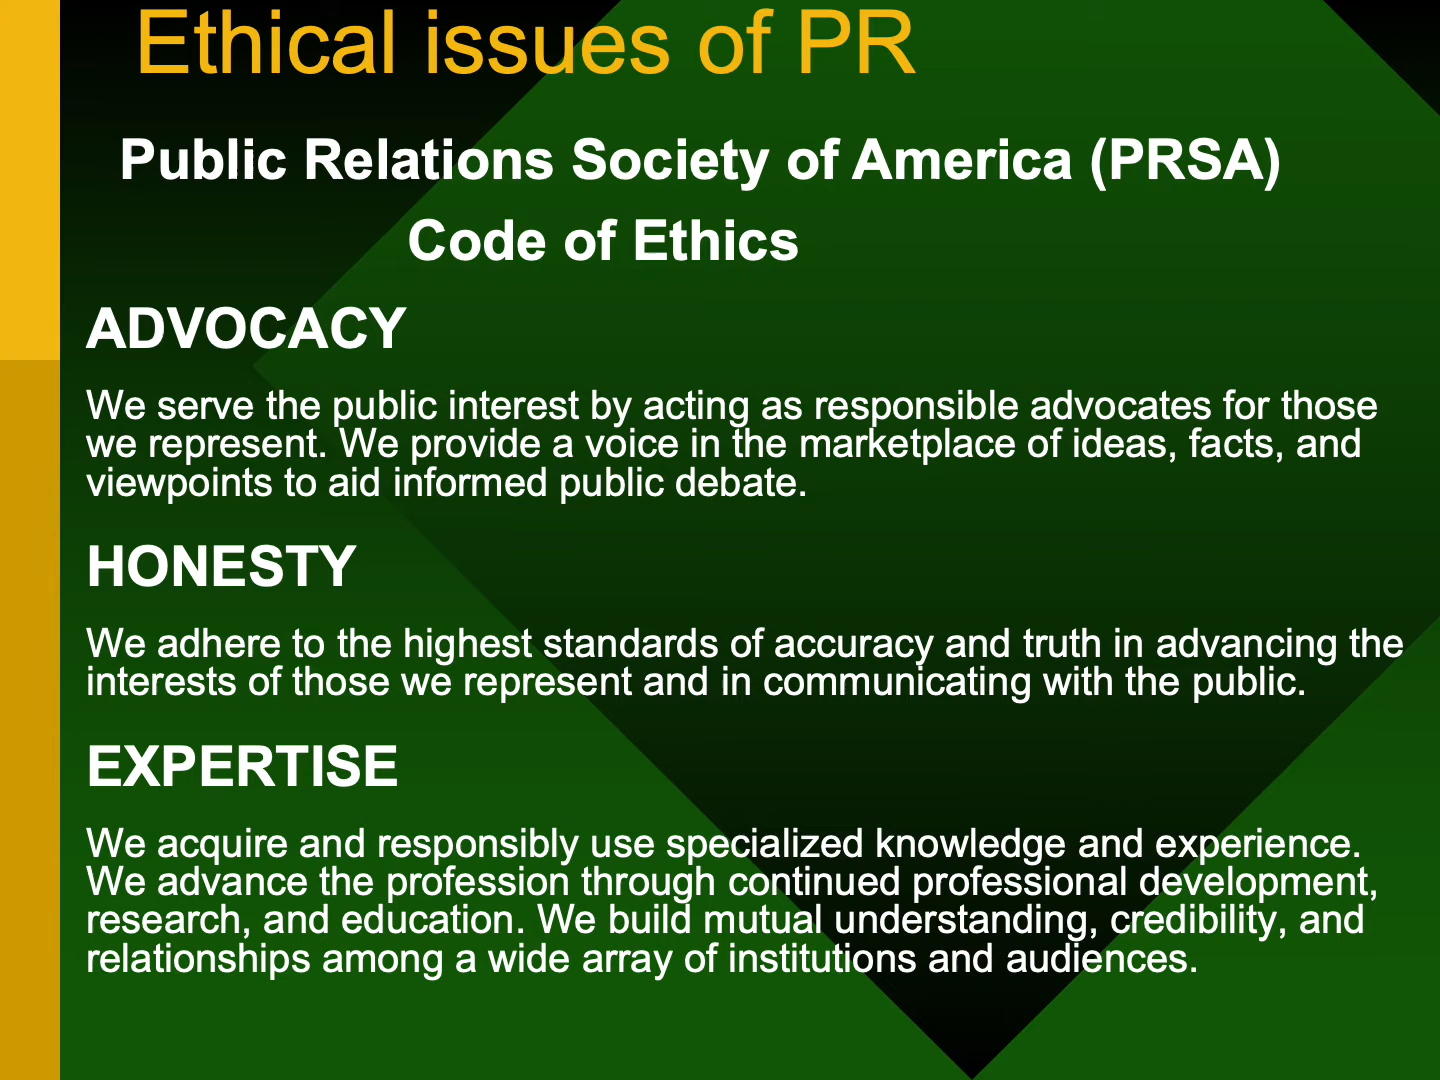 Ethical issues of PR
Public Relations Society of America (PRSA)
Code of Ethics
ADVOCACY
We serve the public interest by acting as responsible advocates for those
we represent. We provide a voice in the marketplace of ideas, facts, and
viewpoints to aid informed public debate.
HONESTY
We adhere to the highest standards of accuracy and truth in advancing the
interests of those we represent and in communicating with the public.
EXPERTISE
We acquire and responsibly use specialized knowledge and experience.
We advance the profession through continued professional development,
research, and education. We build mutual understanding, credibility, and
relationships among a wide array of institutions and audiences.